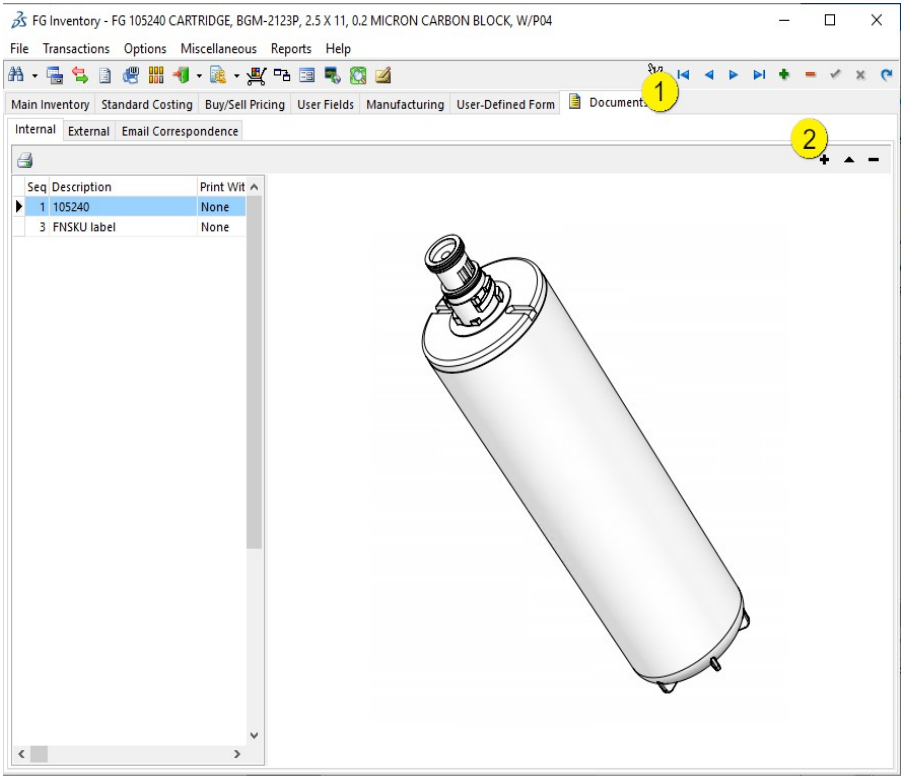 FG Inventory - FG 105240 CARTRIDGE, BGM-2123P, 2.5 X 11, 0.2 MICRON CARBON BLOCK, W/P04
File Transactions Options Miscellaneous Reports Help
1
Main Inventory Standard Costing Buy/Sell Pricing User Fields Manufacturing User-Defined Form Documents
Internal External Email Correspondence
2
Seq Description Print Wit
1 105240 None
3 FNSKU label None